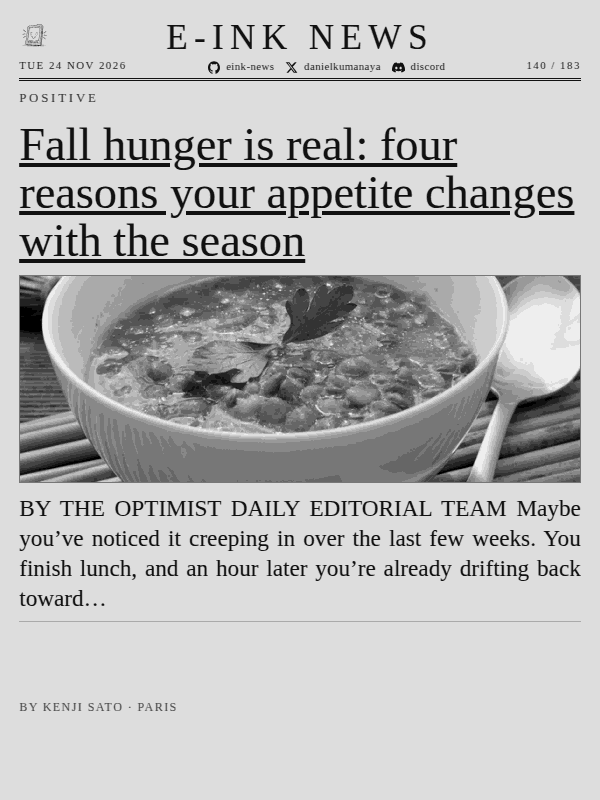 E-INK NEWS
TUE 24 NOV 2026
eink-news danielkumanaya discord
140 / 183
POSITIVE
Fall hunger is real: four
reasons your appetite changes
with the season
BY THE OPTIMIST DAILY EDITORIAL TEAM Maybe
you’ve noticed it creeping in over the last few weeks. You
finish lunch, and an hour later you’re already drifting back
toward…
BY KENJI SATO · PARIS